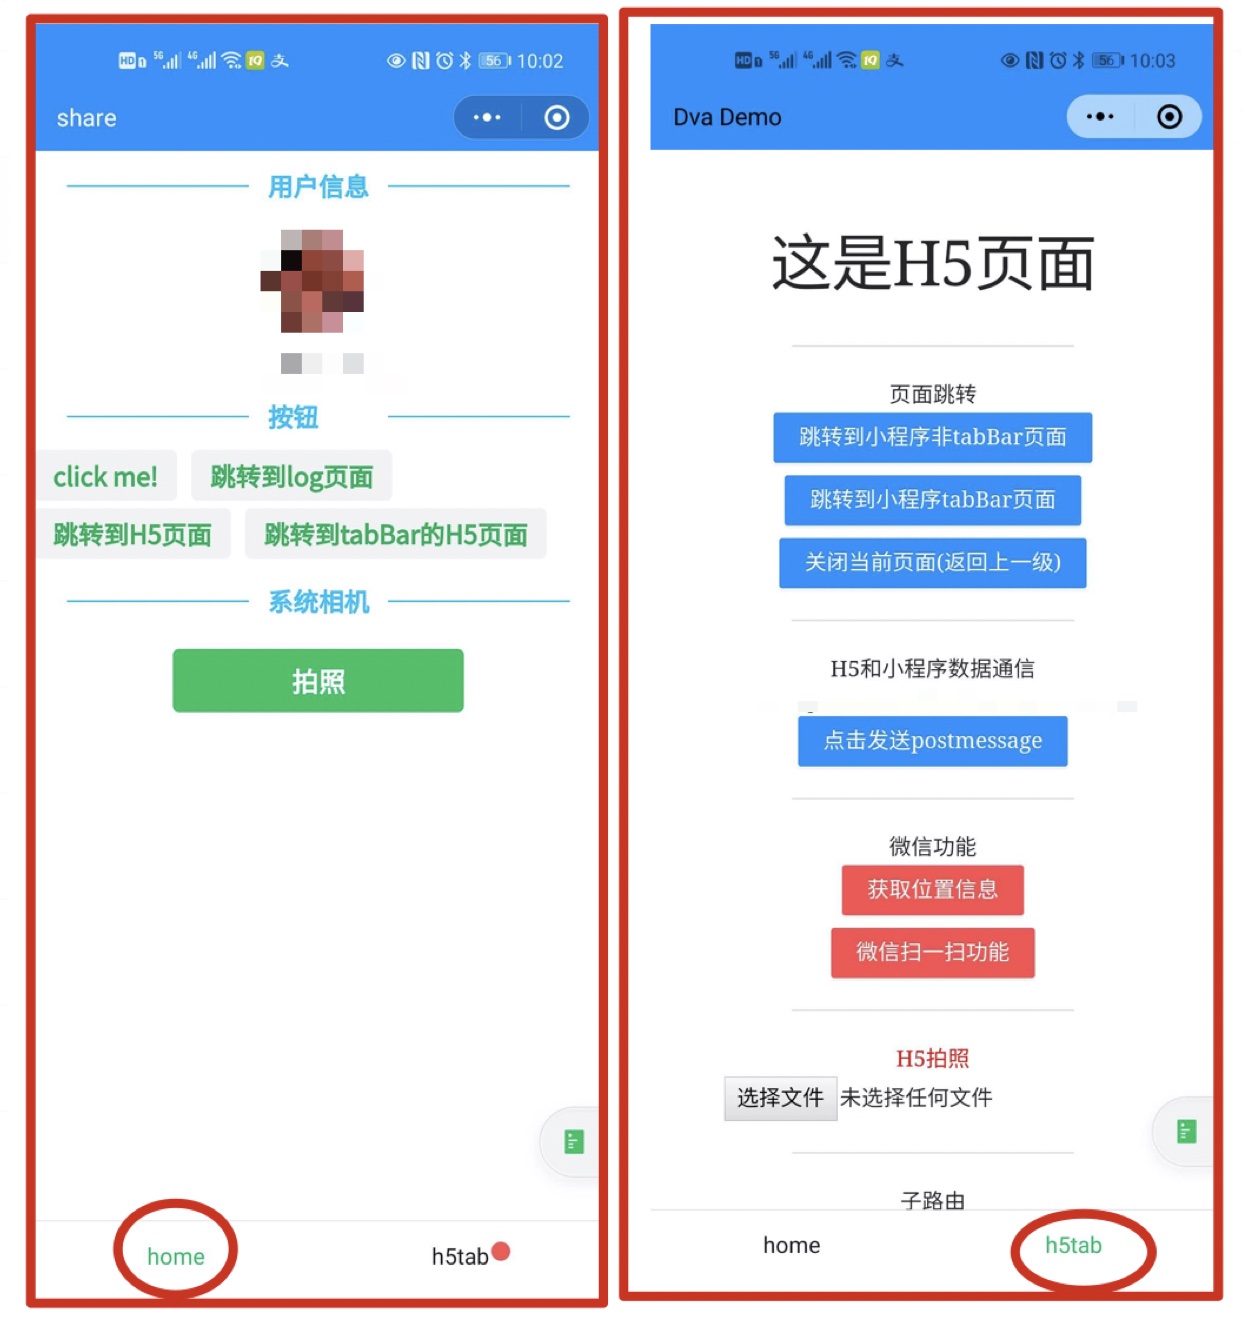 HD 1 5G 4G 10 支 N 56 10:02
share
用户信息
按钮
click me!
跳转到log页面
跳转到H5页面
跳转到tabBar的H5页面
系统相机
拍照
home
h5tab
HD 1 5G 4G 10 支 N 56 10:03
Dva Demo
这是H5页面
页面跳转
跳转到小程序非tabBar页面
跳转到小程序tabBar页面
关闭当前页面(返回上一级)
H5和小程序数据通信
点击发送postmessage
微信功能
获取位置信息
微信扫一扫功能
H5拍照
选择文件 未选择任何文件
子路由
home
h5tab